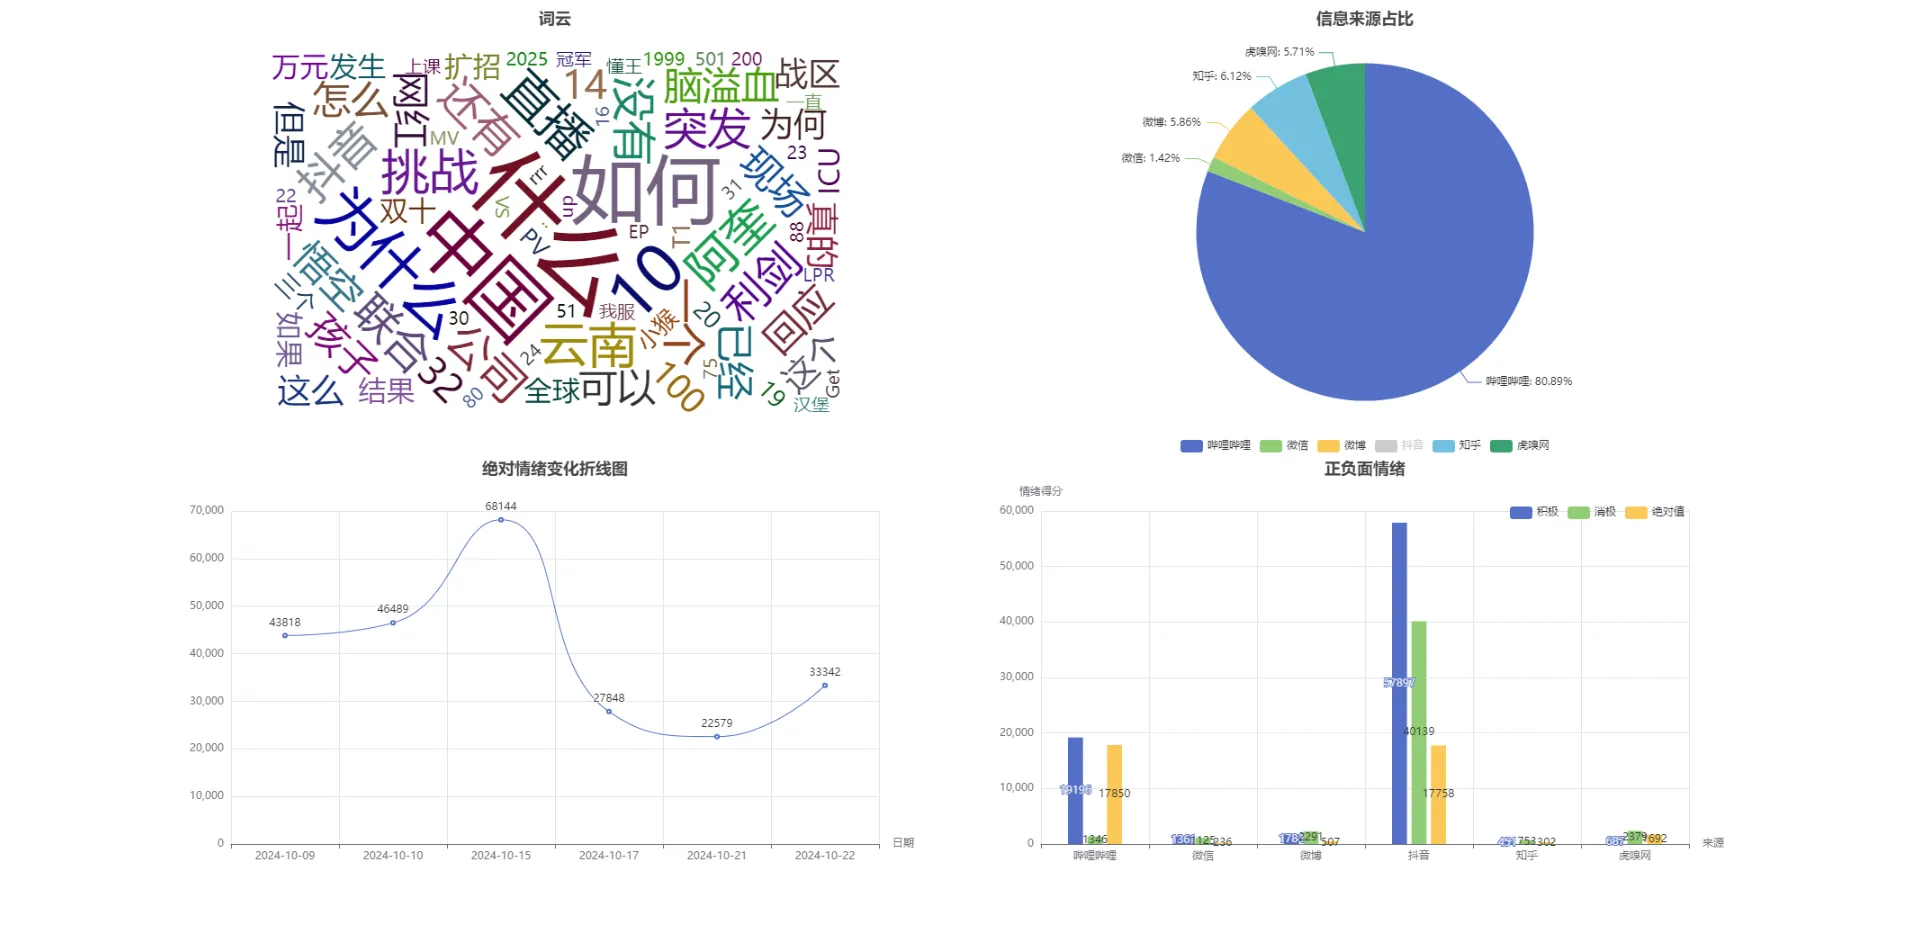 词云
万元 发生 上课 扩招 2025 冠军 懂王 1999 501 200 战区
怎么 网红 还有 直播 14 没有 脑溢血 一直
但是 抖音 MV 16 突发 为何
挑战 什么 rrr 如何 31 现场 23 ICU
22 一起 为什么 双十 中国 VS up PV EP T1 阿奎 88 真的
悟空 三个 10 利剑 LPR
如果 孩子 联合 30 公司 51 我服 小猴 一个 20 已经 回应
32 24 云南 75 这个
这么 结果 80 全球 可以 100 19 汉堡 Get
信息来源占比
虎嗅网: 5.71%
知乎: 6.12%
微博: 5.86%
微信: 1.42%
哔哩哔哩: 80.89%
哔哩哔哩 微信 微博 抖音 知乎 虎嗅网
绝对情绪变化折线图
70,000
60,000
50,000
40,000
30,000
20,000
10,000
0
43818
46489
68144
27848
22579
33342
2024-10-09 2024-10-10 2024-10-15 2024-10-17 2024-10-21 2024-10-22
日期
正负面情绪
情绪得分
积极 消极 绝对值
60,000
50,000
40,000
30,000
20,000
10,000
0
19196 1346 17850
1361 1125 236
1782 2291 507
57897 40139 17758
451 753 302
687 2379 1692
哔哩哔哩 微信 微博 抖音 知乎 虎嗅网
来源